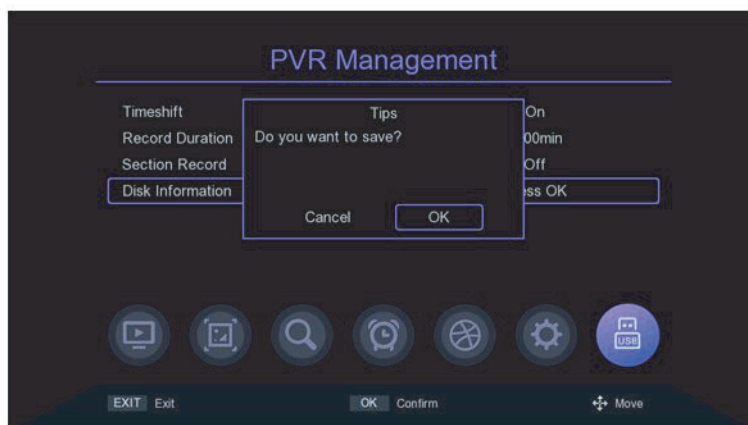 PVR Management
Timeshift
On
Record Duration
00min
Section Record
Off
Disk Information
ess OK
Tips
Do you want to save?
Cancel
OK
USB
EXIT Exit
OK Confirm
Move